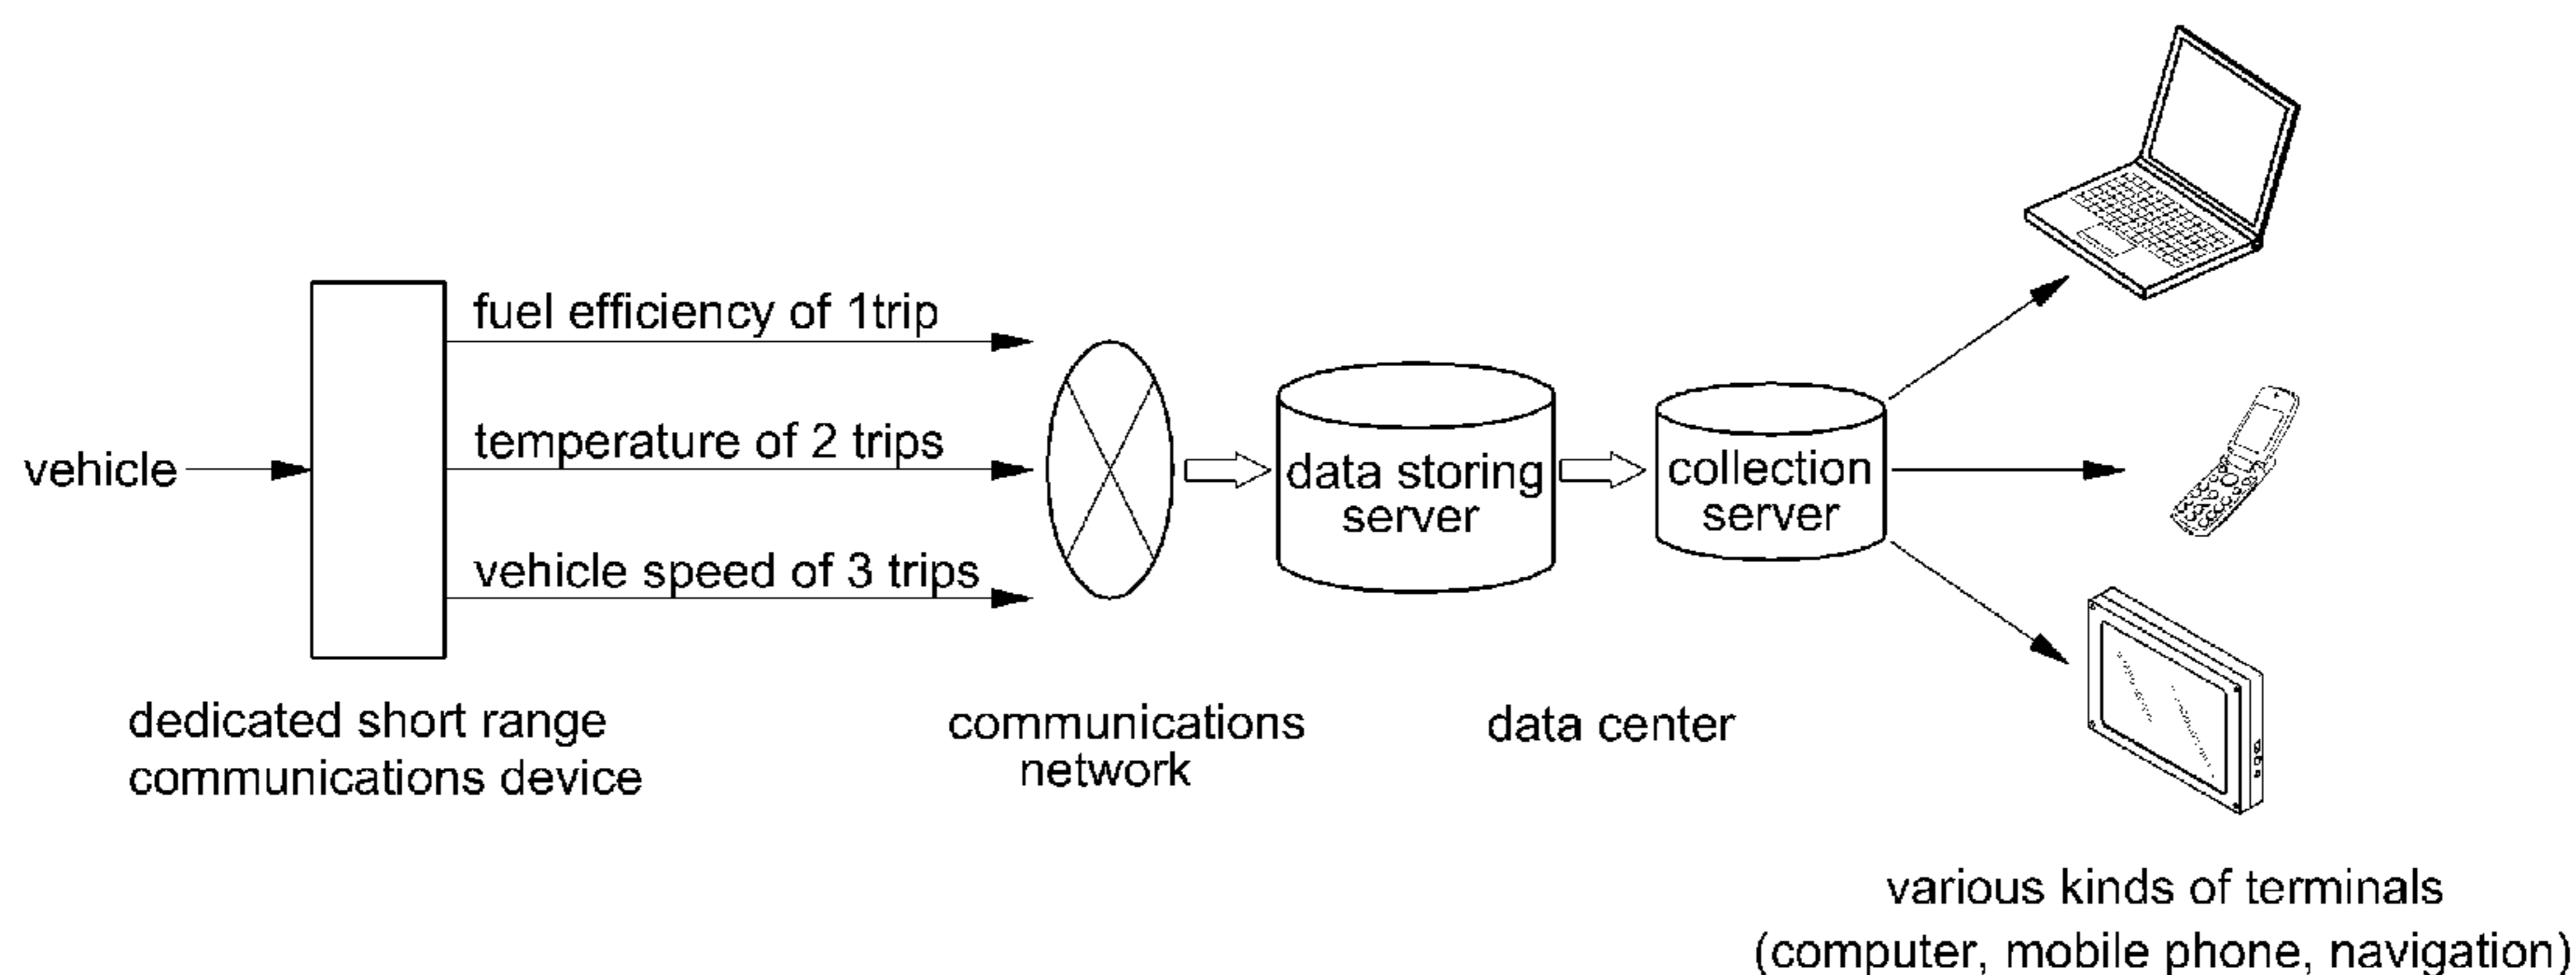 fuel efficiency of 1trip
temperature of 2 trips
vehicle
data storing
server
collection
server
vehicle speed of 3 trips
dedicated short range
communications device
communications
network
data center
various kinds of terminals
(computer, mobile phone, navigation)